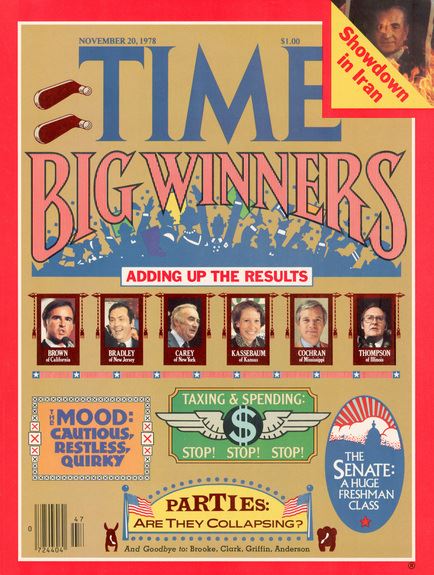 NOVEMBER 20, 1978
$1.00
TIME
Showdown
in Iran
BIG WINNERS
ADDING UP THE RESULTS
BROWN
of California
BRADLEY
of New Jersey
CAREY
of New York
KASSEBAUM
of Kansas
COCHRAN
of Mississippi
THOMPSON
of Illinois
THE MOOD:
CAUTIOUS,
RESTLESS,
QUIRKY
TAXING & SPENDING:
$
STOP! STOP! STOP!
THE
SENATE:
A HUGE
FRESHMAN
CLASS
PARTIES:
ARE THEY COLLAPSING?
And Goodbye to: Brooke, Clark, Griffin, Anderson
47
0
724404
®